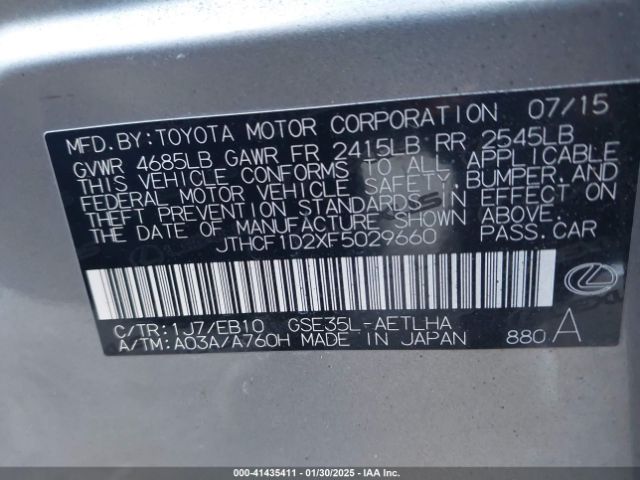 MFD. BY: TOYOTA MOTOR CORPORATION 07/15
GVWR 4685LB GAWR FR 2415LB RR 2545LB
THIS VEHICLE CONFORMS TO ALL APPLICABLE
FEDERAL MOTOR VEHICLE SAFETY, BUMPER, AND
THEFT PREVENTION STANDARDS IN EFFECT ON
THE DATE OF MANUFACTURE SHOWN ABOVE.
JTHCF1D2XF5029660 PASS.CAR
C/TR: 1J7/EB10 GSE35L-AETLHA
A/TM: A03A/A760H MADE IN JAPAN 880 A
000-41435411 - 01/30/2025 - IAA, Inc.